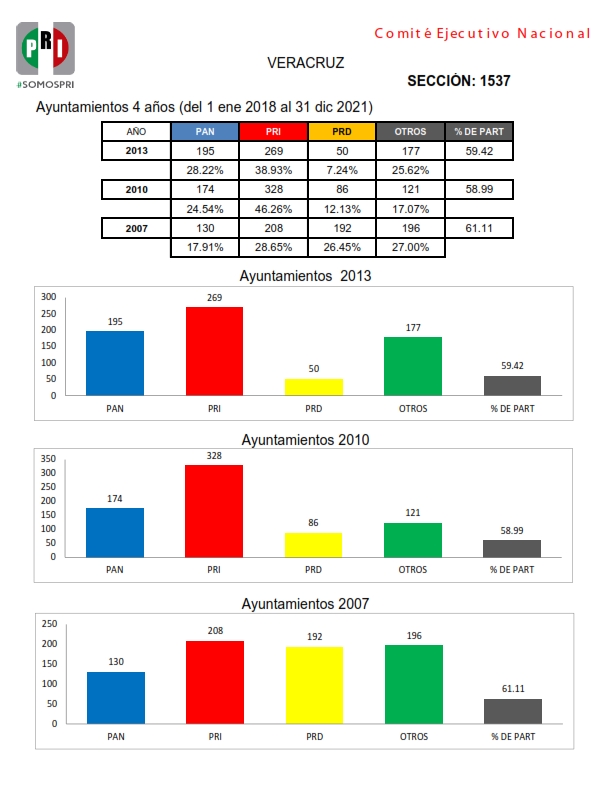 Comité Ejecutivo Nacional
PRI
#SOMOSPRI
VERACRUZ
SECCIÓN: 1537
Ayuntamientos 4 años (del 1 ene 2018 al 31 dic 2021)
AÑO PAN PRI PRD OTROS % DE PART
2013 195 269 50 177 59.42
28.22% 38.93% 7.24% 25.62%
2010 174 328 86 121 58.99
24.54% 46.26% 12.13% 17.07%
2007 130 208 192 196 61.11
17.91% 28.65% 26.45% 27.00%
Ayuntamientos 2013
300
250
200
150
100
50
0
195 269 50 177 59.42
PAN PRI PRD OTROS % DE PART
Ayuntamientos 2010
350
300
250
200
150
100
50
0
174 328 86 121 58.99
PAN PRI PRD OTROS % DE PART
Ayuntamientos 2007
250
200
150
100
50
0
130 208 192 196 61.11
PAN PRI PRD OTROS % DE PART